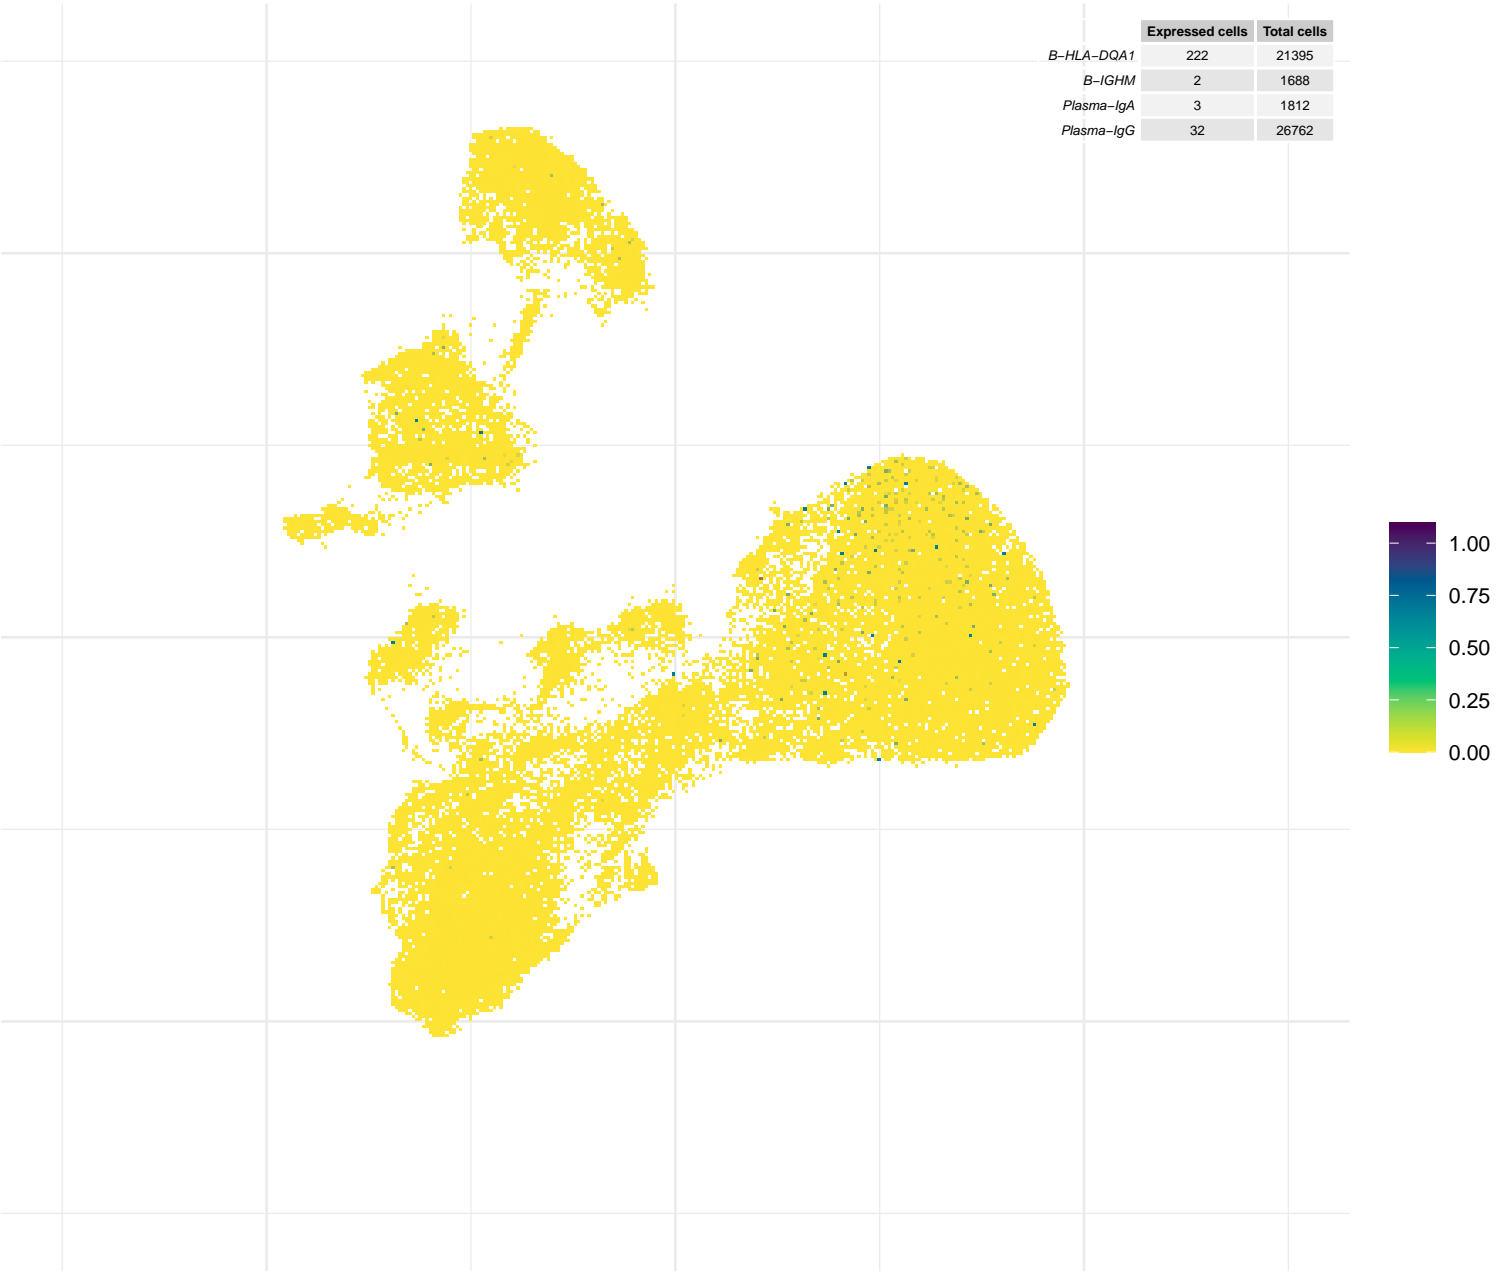 Expressed cells Total cells
B−HLA−DQA1 222 21395
B−IGHM 2 1688
Plasma−IgA 3 1812
Plasma−IgG 32 26762
1.00
0.75
0.50
0.25
0.00